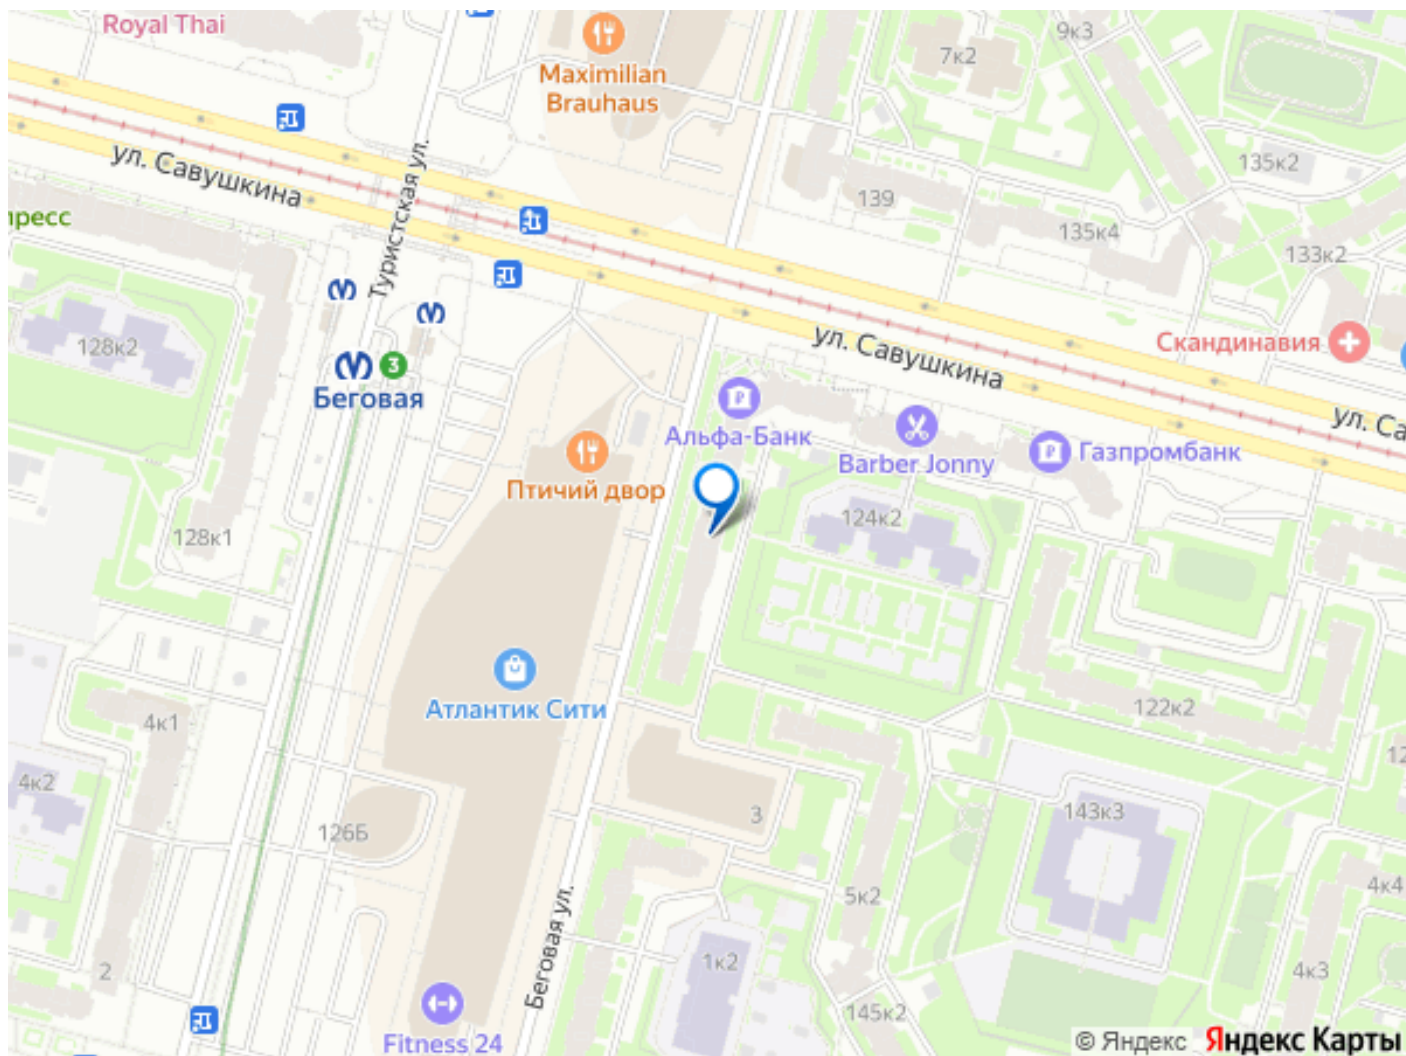 Royal Thai
Maximilian
Brauhaus
7к2
9к3
ул. Савушкина
Туристская ул.
135к2
139
135к4
133к2
пресс
128к2
3
Беговая
ул. Савушкина
Скандинавия
ул. Са
Альфа-Банк
Barber Jonny
Газпромбанк
Птичий двор
124к2
128к1
Атлантик Сити
4к1
122к2
12
4к2
126Б
3
143к3
5к2
4к4
Беговая ул.
2
1к2
4к3
145к2
Fitness 24
© Яндекс Яндекс Карты